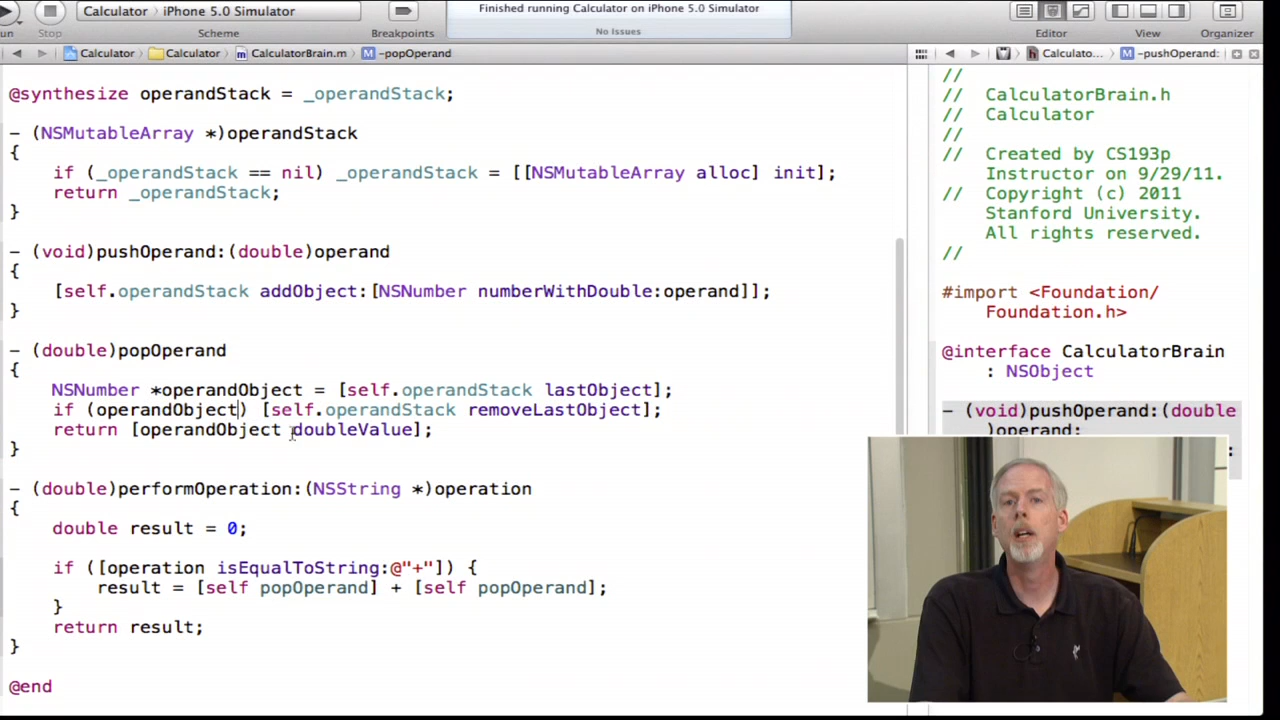 Calculator › iPhone 5.0 Simulator
Finished running Calculator on iPhone 5.0 Simulator
No Issues
un Stop Scheme Breakpoints Editor View Organizer
Calculator Calculator CalculatorBrain.m M -popOperand
Calculato... M -pushOperand:
@synthesize operandStack = _operandStack;
- (NSMutableArray *)operandStack
{
if (_operandStack == nil) _operandStack = [[NSMutableArray alloc] init];
return _operandStack;
}
- (void)pushOperand:(double)operand
{
[self.operandStack addObject:[NSNumber numberWithDouble:operand]];
}
- (double)popOperand
{
NSNumber *operandObject = [self.operandStack lastObject];
if (operandObject) [self.operandStack removeLastObject];
return [operandObject doubleValue];
}
- (double)performOperation:(NSString *)operation
{
double result = 0;
if ([operation isEqualToString:@"+"]) {
result = [self popOperand] + [self popOperand];
}
return result;
}
@end
//
// CalculatorBrain.h
// Calculator
//
// Created by CS193p
Instructor on 9/29/11.
// Copyright (c) 2011
Stanford University.
All rights reserved.
//
#import <Foundation/
Foundation.h>
@interface CalculatorBrain
: NSObject
- (void)pushOperand:(double
)operand;